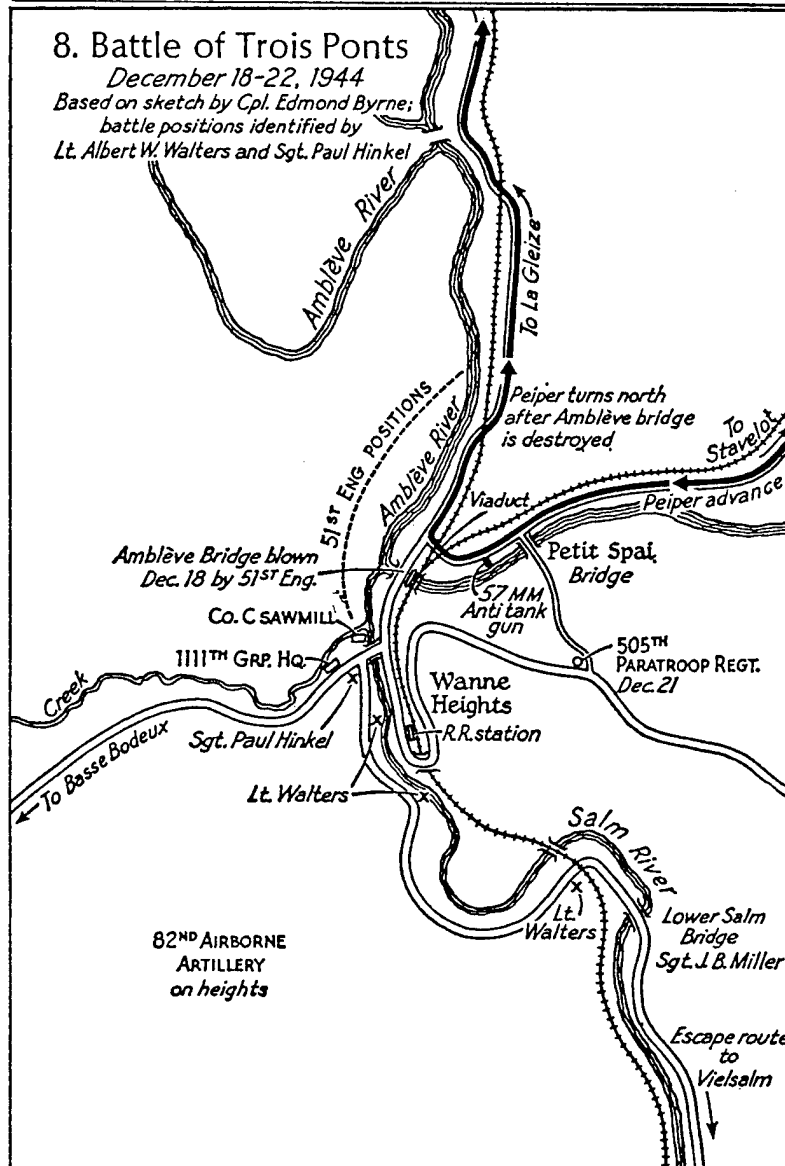 8. Battle of Trois Ponts
December 18-22, 1944
Based on sketch by Cpl. Edmond Byrne;
battle positions identified by
Lt. Albert W. Walters and Sgt. Paul Hinkel
Amblève River
To La Gleize
Peiper turns north
after Amblève bridge
is destroyed
51ST ENG POSITIONS
Amblève River
To
Stavelot
Viaduct
Peiper advance
Amblève Bridge blown
Dec. 18 by 51ST Eng.
Petit Spai
Bridge
57 MM
Anti tank
gun
CO. C SAWMILL
1111TH GRP. HQ.
505TH
PARATROOP REGT.
Dec. 21
Creek
Wanne
Heights
Sgt. Paul Hinkel
R.R. station
To Basse Bodeux
Lt. Walters
Salm River
Lt.
Walters
Lower Salm
Bridge
Sgt. J. B. Miller
82ND AIRBORNE
ARTILLERY
on heights
Escape route
to
Vielsalm